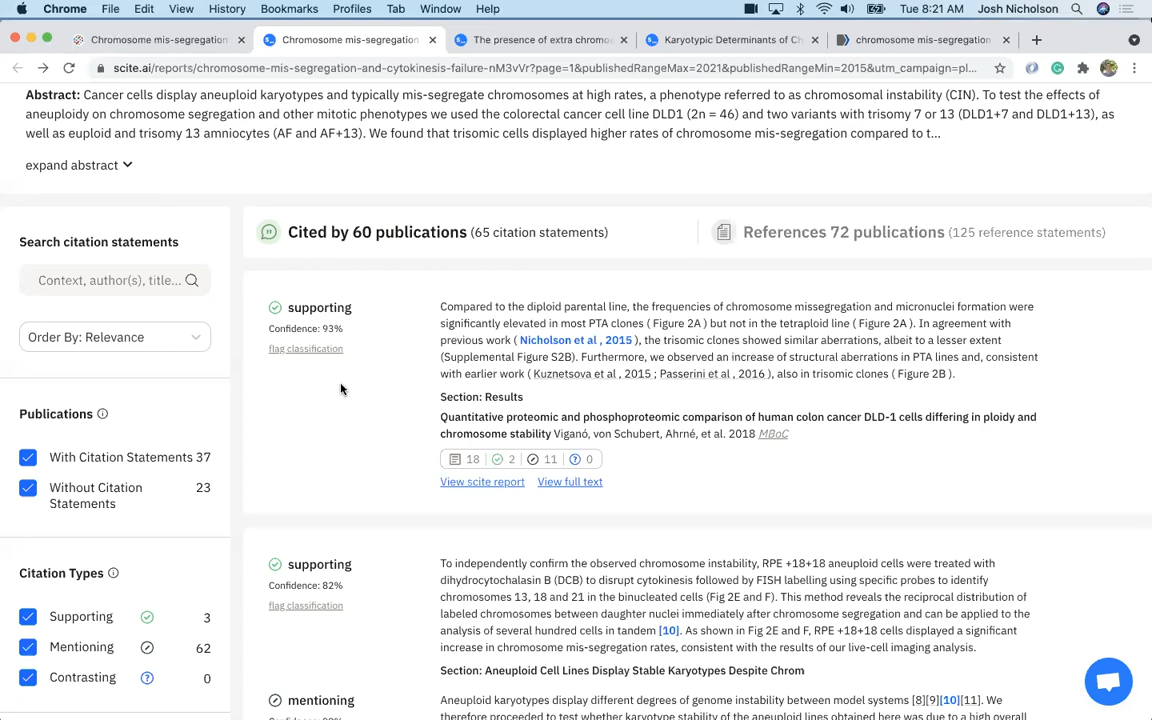 Chrome File Edit View History Bookmarks Profiles Tab Window Help Tue 8:21 AM Josh Nicholson
Chromosome mis-segregation Chromosome mis-segregation The presence of extra chromo Karyotypic Determinants of Ch chromosome mis-segregation
scite.ai/reports/chromosome-mis-segregation-and-cytokinesis-failure-nM3vVr?page=1&publishedRangeMax=2021&publishedRangeMin=2015&utm_campaign=pl...
Abstract: Cancer cells display aneuploid karyotypes and typically mis-segregate chromosomes at high rates, a phenotype referred to as chromosomal instability (CIN). To test the effects of
aneuploidy on chromosome segregation and other mitotic phenotypes we used the colorectal cancer cell line DLD1 (2n = 46) and two variants with trisomy 7 or 13 (DLD1+7 and DLD1+13), as
well as euploid and trisomy 13 amniocytes (AF and AF+13). We found that trisomic cells displayed higher rates of chromosome mis-segregation compared to t...
expand abstract
Search citation statements
Context, author(s), title...
Order By: Relevance
Publications
With Citation Statements 37
Without Citation 23
Statements
Citation Types
Supporting 3
Mentioning 62
Contrasting 0
Cited by 60 publications (65 citation statements)
References 72 publications (125 reference statements)
supporting
Confidence: 93%
flag classification
Compared to the diploid parental line, the frequencies of chromosome missegregation and micronuclei formation were
significantly elevated in most PTA clones ( Figure 2A ) but not in the tetraploid line ( Figure 2A ). In agreement with
previous work ( Nicholson et al , 2015 ), the trisomic clones showed similar aberrations, albeit to a lesser extent
(Supplemental Figure S2B). Furthermore, we observed an increase of structural aberrations in PTA lines and, consistent
with earlier work ( Kuznetsova et al , 2015 ; Passerini et al , 2016 ), also in trisomic clones ( Figure 2B ).
Section: Results
Quantitative proteomic and phosphoproteomic comparison of human colon cancer DLD-1 cells differing in ploidy and
chromosome stability Viganó, von Schubert, Ahrné, et al. 2018 MBoC
18 2 11 0
View scite report View full text
supporting
Confidence: 82%
flag classification
To independently confirm the observed chromosome instability, RPE +18+18 aneuploid cells were treated with
dihydrocytochalasin B (DCB) to disrupt cytokinesis followed by FISH labelling using specific probes to identify
chromosomes 13, 18 and 21 in the binucleated cells (Fig 2E and F). This method reveals the reciprocal distribution of
labeled chromosomes between daughter nuclei immediately after chromosome segregation and can be applied to the
analysis of several hundred cells in tandem [10]. As shown in Fig 2E and F, RPE +18+18 cells displayed a significant
increase in chromosome mis-segregation rates, consistent with the results of our live-cell imaging analysis.
Section: Aneuploid Cell Lines Display Stable Karyotypes Despite Chrom
mentioning
Aneuploid karyotypes display different degrees of genome instability between model systems [8][9][10][11]. We
therefore proceeded to test whether karyotype stability of the aneuploid lines obtained here was due to a high overall